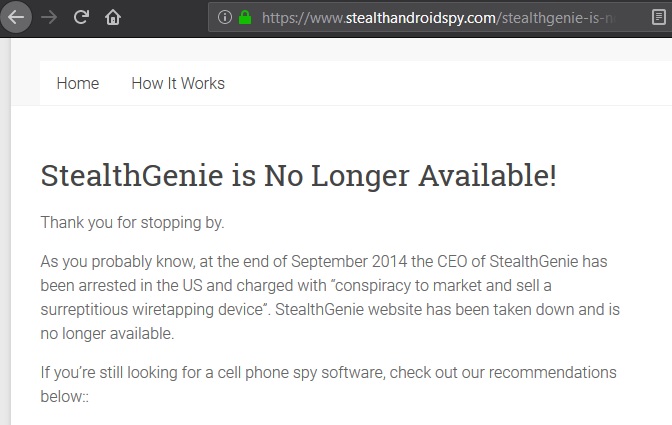 https://www.stealthandroidspy.com/stealthgenie-is-n
Home How It Works
StealthGenie is No Longer Available!
Thank you for stopping by.
As you probably know, at the end of September 2014 the CEO of StealthGenie has
been arrested in the US and charged with “conspiracy to market and sell a
surreptitious wiretapping device”. StealthGenie website has been taken down and is
no longer available.
If you’re still looking for a cell phone spy software, check out our recommendations
below::